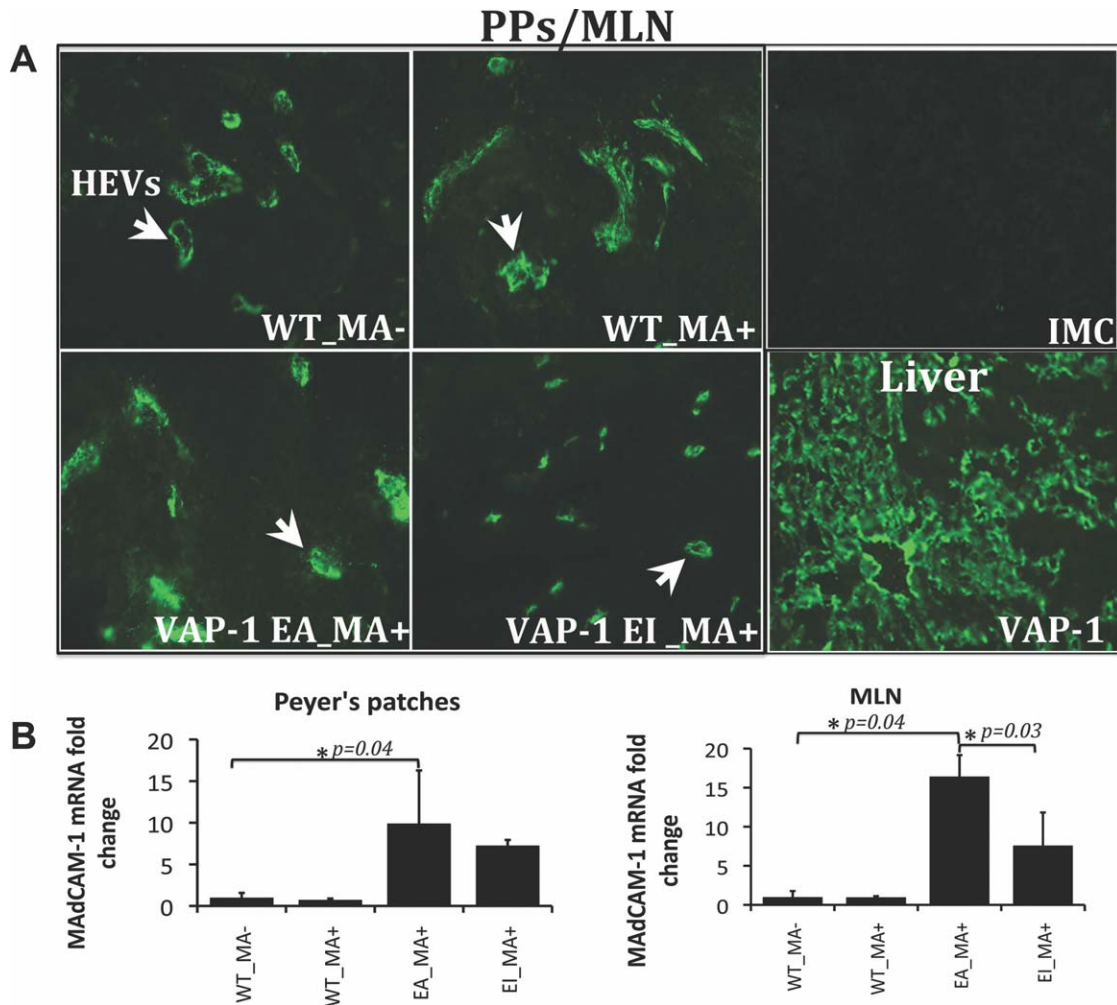 PPs/MLN
A
HEVs
WT_MA-
WT_MA+
IMC
VAP-1 EA_MA+
VAP-1 EI_MA+
Liver
VAP-1
B
Peyer's patches
MAdCAM-1 mRNA fold
change
20
15
10
5
0
* p=0.04
WT_MA-
WT_MA+
EA_MA+
EI_MA+
MLN
MAdCAM-1 mRNA fold
change
20
15
10
5
0
* p=0.04
* p=0.03
WT_MA-
WT_MA+
EA_MA+
EI_MA+